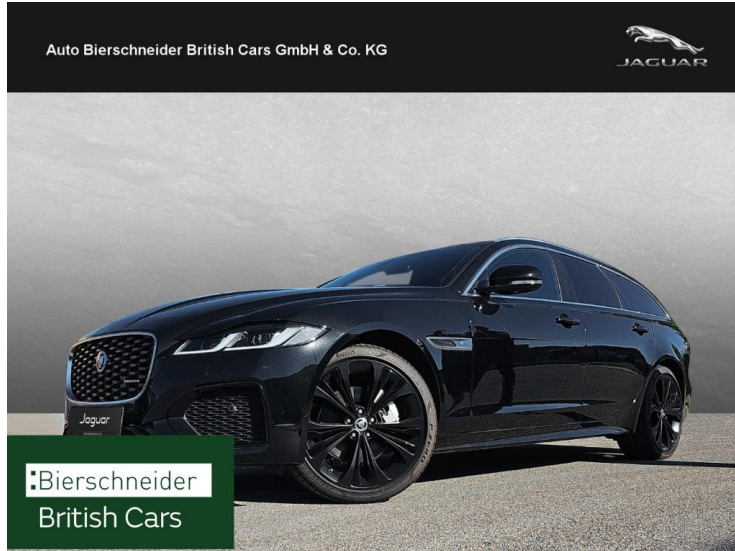 Auto Bierschneider British Cars GmbH & Co. KG
JAGUAR
Jaguar
:Bierschneider
British Cars